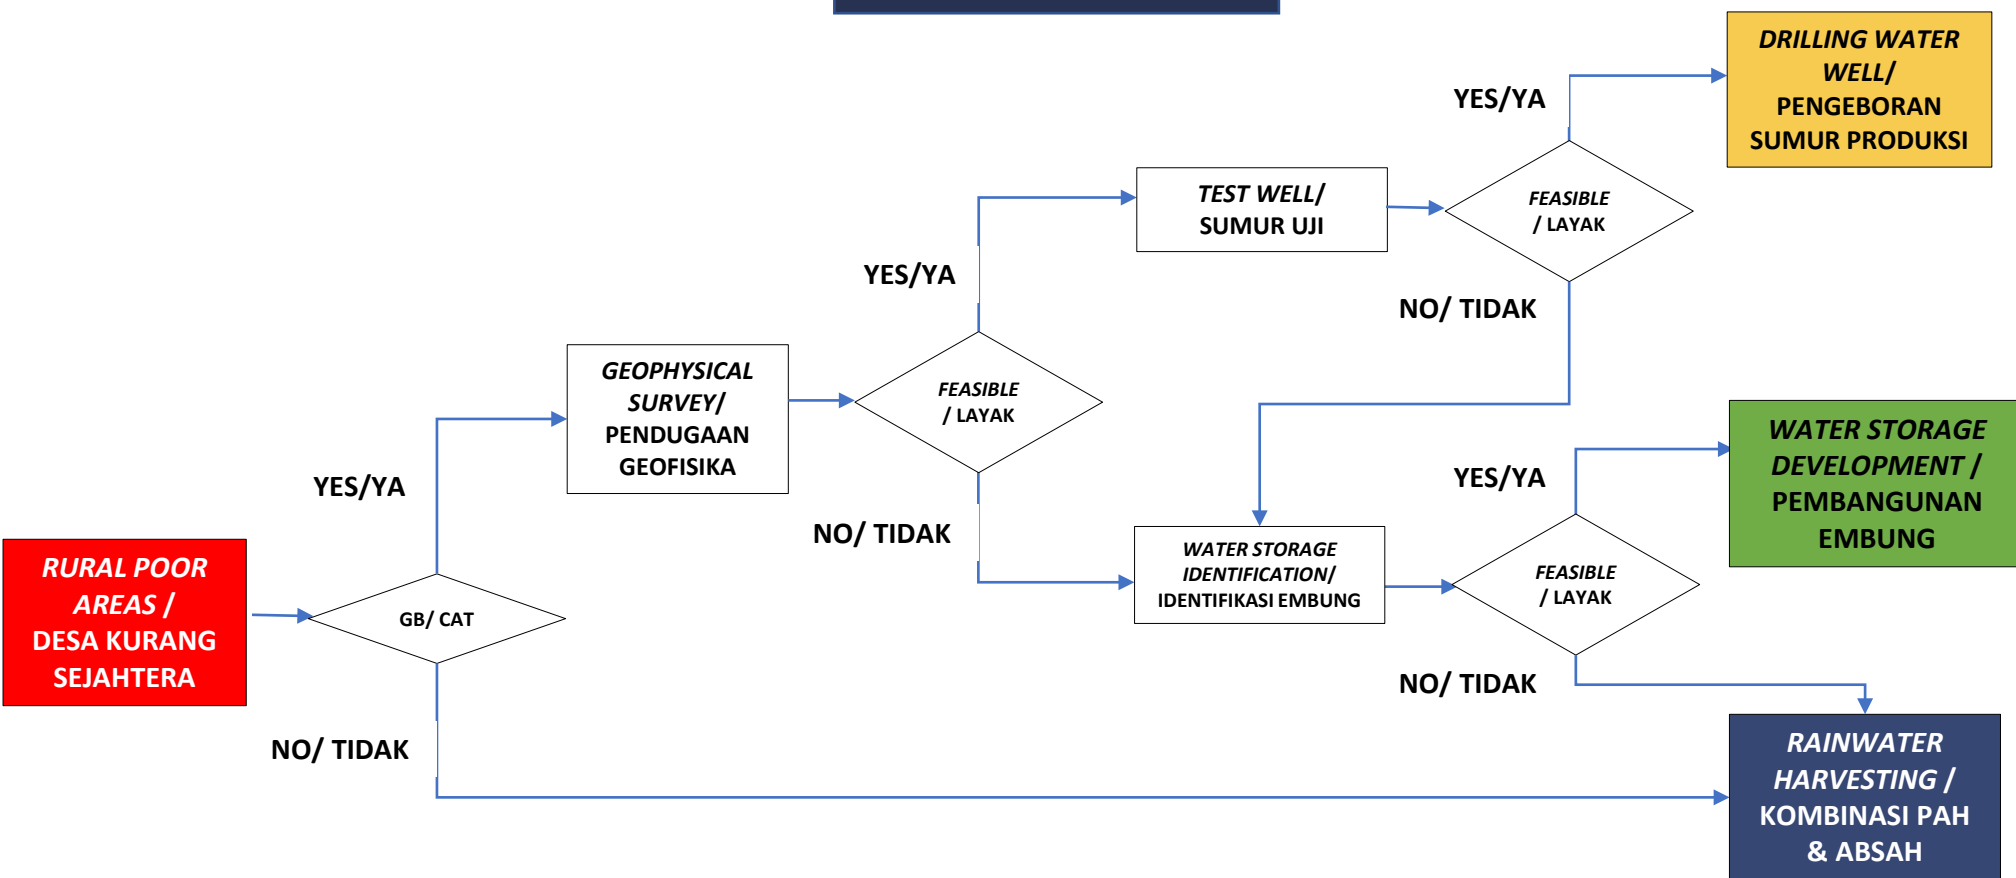 DRILLING WATER
WELL/
PENGEBORAN
SUMUR PRODUKSI
YES/YA
TEST WELL/
SUMUR UJI
FEASIBLE
/ LAYAK
YES/YA
NO/ TIDAK
GEOPHYSICAL
SURVEY/
PENDUGAAN
GEOFISIKA
FEASIBLE
/ LAYAK
WATER STORAGE
DEVELOPMENT /
PEMBANGUNAN
EMBUNG
YES/YA
YES/YA
NO/ TIDAK
WATER STORAGE
IDENTIFICATION/
IDENTIFIKASI EMBUNG
FEASIBLE
/ LAYAK
RURAL POOR
AREAS /
DESA KURANG
SEJAHTERA
GB/ CAT
NO/ TIDAK
NO/ TIDAK
RAINWATER
HARVESTING /
KOMBINASI PAH
& ABSAH